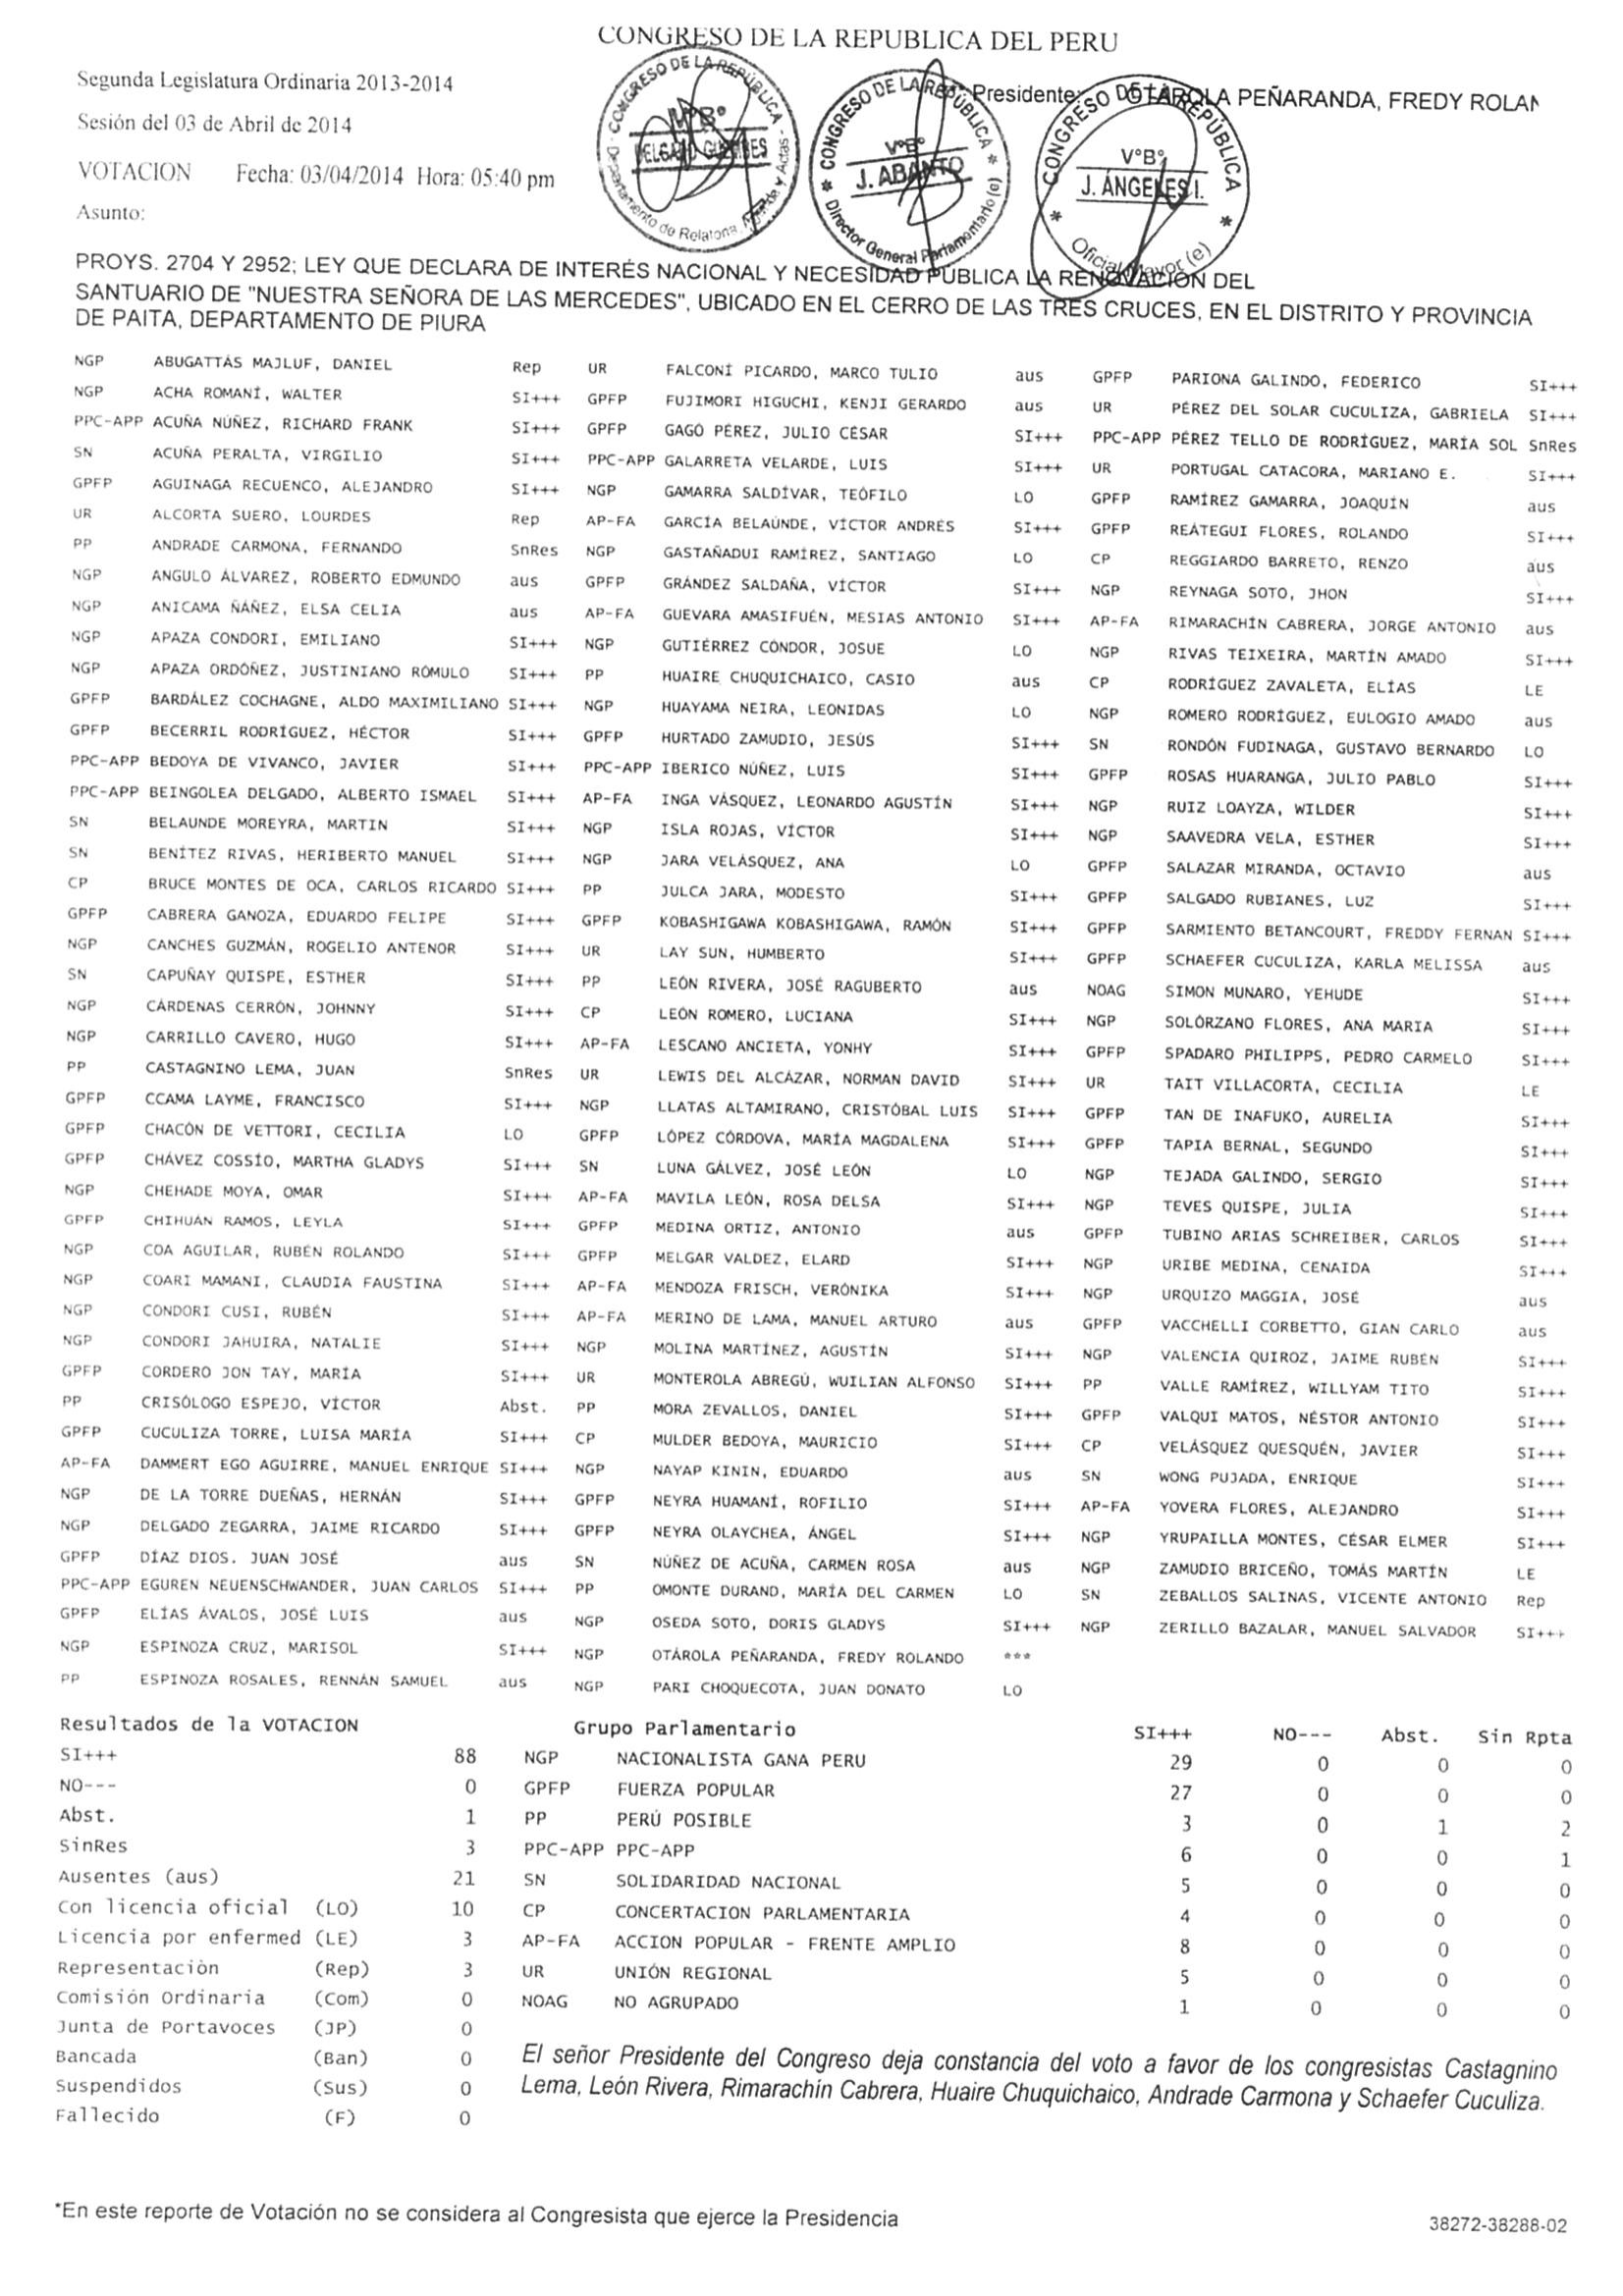 CONGRESO DE LA REPUBLICA DEL PERU
Segunda Legislatura Ordinaria 2013-2014
Presidente: OTÁROLA PEÑARANDA, FREDY ROLAN
Sesión del 03 de Abril de 2014
VOTACION Fecha: 03/04/2014 Hora: 05:40 pm
Asunto:
CONGRESO DE LA REPÚBLICA - VºBº - Departamento de Relatoría, y Actas
CONGRESO DE LA REPÚBLICA * VºBº J. ABANTO * Director General Parlamentario (e)
CONGRESO DE LA REPÚBLICA * VºBº J. ÁNGELES I. * Oficial Mayor (e)
PROYS. 2704 Y 2952; LEY QUE DECLARA DE INTERÉS NACIONAL Y NECESIDAD PÚBLICA LA RENOVACIÓN DEL
SANTUARIO DE "NUESTRA SEÑORA DE LAS MERCEDES", UBICADO EN EL CERRO DE LAS TRES CRUCES, EN EL DISTRITO Y PROVINCIA
DE PAITA, DEPARTAMENTO DE PIURA
NGP ABUGATTÁS MAJLUF, DANIEL Rep UR FALCONÍ PICARDO, MARCO TULIO aus GPFP PARIONA GALINDO, FEDERICO SI+++
NGP ACHA ROMANÍ, WALTER SI+++ GPFP FUJIMORI HIGUCHI, KENJI GERARDO aus UR PÉREZ DEL SOLAR CUCULIZA, GABRIELA SI+++
PPC-APP ACUÑA NÚÑEZ, RICHARD FRANK SI+++ GPFP GAGÓ PÉREZ, JULIO CÉSAR SI+++ PPC-APP PÉREZ TELLO DE RODRÍGUEZ, MARÍA SOL SnRes
SN ACUÑA PERALTA, VIRGILIO SI+++ PPC-APP GALARRETA VELARDE, LUIS SI+++ UR PORTUGAL CATACORA, MARIANO E. SI+++
GPFP AGUINAGA RECUENCO, ALEJANDRO SI+++ NGP GAMARRA SALDÍVAR, TEÓFILO LO GPFP RAMÍREZ GAMARRA, JOAQUÍN aus
UR ALCORTA SUERO, LOURDES Rep AP-FA GARCÍA BELAÚNDE, VÍCTOR ANDRÉS SI+++ GPFP REÁTEGUI FLORES, ROLANDO SI+++
PP ANDRADE CARMONA, FERNANDO SnRes NGP GASTAÑADUI RAMÍREZ, SANTIAGO LO CP REGGIARDO BARRETO, RENZO aus
NGP ANGULO ÁLVAREZ, ROBERTO EDMUNDO aus GPFP GRÁNDEZ SALDAÑA, VÍCTOR SI+++ NGP REYNAGA SOTO, JHON SI+++
NGP ANICAMA ÑÁÑEZ, ELSA CELIA aus AP-FA GUEVARA AMASIFUÉN, MESIAS ANTONIO SI+++ AP-FA RIMARACHÍN CABRERA, JORGE ANTONIO aus
NGP APAZA CONDORI, EMILIANO SI+++ NGP GUTIÉRREZ CÓNDOR, JOSUE LO NGP RIVAS TEIXEIRA, MARTÍN AMADO SI+++
NGP APAZA ORDÓÑEZ, JUSTINIANO RÓMULO SI+++ PP HUAIRE CHUQUICHAICO, CASIO aus CP RODRÍGUEZ ZAVALETA, ELÍAS LE
GPFP BARDÁLEZ COCHAGNE, ALDO MAXIMILIANO SI+++ NGP HUAYAMA NEIRA, LEONIDAS LO NGP ROMERO RODRÍGUEZ, EULOGIO AMADO aus
GPFP BECERRIL RODRÍGUEZ, HÉCTOR SI+++ GPFP HURTADO ZAMUDIO, JESÚS SI+++ SN RONDÓN FUDINAGA, GUSTAVO BERNARDO LO
PPC-APP BEDOYA DE VIVANCO, JAVIER SI+++ PPC-APP IBERICO NÚÑEZ, LUIS SI+++ GPFP ROSAS HUARANGA, JULIO PABLO SI+++
PPC-APP BEINGOLEA DELGADO, ALBERTO ISMAEL SI+++ AP-FA INGA VÁSQUEZ, LEONARDO AGUSTÍN SI+++ NGP RUIZ LOAYZA, WILDER SI+++
SN BELAUNDE MOREYRA, MARTIN SI+++ NGP ISLA ROJAS, VÍCTOR SI+++ NGP SAAVEDRA VELA, ESTHER SI+++
SN BENÍTEZ RIVAS, HERIBERTO MANUEL SI+++ NGP JARA VELÁSQUEZ, ANA LO GPFP SALAZAR MIRANDA, OCTAVIO aus
CP BRUCE MONTES DE OCA, CARLOS RICARDO SI+++ PP JULCA JARA, MODESTO SI+++ GPFP SALGADO RUBIANES, LUZ SI+++
GPFP CABRERA GANOZA, EDUARDO FELIPE SI+++ GPFP KOBASHIGAWA KOBASHIGAWA, RAMÓN SI+++ GPFP SARMIENTO BETANCOURT, FREDDY FERNAN SI+++
NGP CANCHES GUZMÁN, ROGELIO ANTENOR SI+++ UR LAY SUN, HUMBERTO SI+++ GPFP SCHAEFER CUCULIZA, KARLA MELISSA aus
SN CAPUÑAY QUISPE, ESTHER SI+++ PP LEÓN RIVERA, JOSÉ RAGUBERTO aus NOAG SIMON MUNARO, YEHUDE SI+++
NGP CÁRDENAS CERRÓN, JOHNNY SI+++ CP LEÓN ROMERO, LUCIANA SI+++ NGP SOLÓRZANO FLORES, ANA MARIA SI+++
NGP CARRILLO CAVERO, HUGO SI+++ AP-FA LESCANO ANCIETA, YONHY SI+++ GPFP SPADARO PHILIPPS, PEDRO CARMELO SI+++
PP CASTAGNINO LEMA, JUAN SnRes UR LEWIS DEL ALCÁZAR, NORMAN DAVID SI+++ UR TAIT VILLACORTA, CECILIA LE
GPFP CCAMA LAYME, FRANCISCO SI+++ NGP LLATAS ALTAMIRANO, CRISTÓBAL LUIS SI+++ GPFP TAN DE INAFUKO, AURELIA SI+++
GPFP CHACÓN DE VETTORI, CECILIA LO GPFP LÓPEZ CÓRDOVA, MARÍA MAGDALENA SI+++ GPFP TAPIA BERNAL, SEGUNDO SI+++
GPFP CHÁVEZ COSSÍO, MARTHA GLADYS SI+++ SN LUNA GÁLVEZ, JOSÉ LEÓN LO NGP TEJADA GALINDO, SERGIO SI+++
NGP CHEHADE MOYA, OMAR SI+++ AP-FA MAVILA LEÓN, ROSA DELSA SI+++ NGP TEVES QUISPE, JULIA SI+++
GPFP CHIHUÁN RAMOS, LEYLA SI+++ GPFP MEDINA ORTIZ, ANTONIO aus GPFP TUBINO ARIAS SCHREIBER, CARLOS SI+++
NGP COA AGUILAR, RUBÉN ROLANDO SI+++ GPFP MELGAR VALDEZ, ELARD SI+++ NGP URIBE MEDINA, CENAIDA SI+++
NGP COARI MAMANI, CLAUDIA FAUSTINA SI+++ AP-FA MENDOZA FRISCH, VERÓNIKA SI+++ NGP URQUIZO MAGGIA, JOSÉ aus
NGP CONDORI CUSI, RUBÉN SI+++ AP-FA MERINO DE LAMA, MANUEL ARTURO aus GPFP VACCHELLI CORBETTO, GIAN CARLO aus
NGP CONDORI JAHUIRA, NATALIE SI+++ NGP MOLINA MARTÍNEZ, AGUSTÍN SI+++ NGP VALENCIA QUIROZ, JAIME RUBÉN SI+++
GPFP CORDERO JON TAY, MARÍA SI+++ UR MONTEROLA ABREGÚ, WUILIAN ALFONSO SI+++ PP VALLE RAMÍREZ, WILLYAM TITO SI+++
PP CRISÓLOGO ESPEJO, VÍCTOR Abst. PP MORA ZEVALLOS, DANIEL SI+++ GPFP VALQUI MATOS, NÉSTOR ANTONIO SI+++
GPFP CUCULIZA TORRE, LUISA MARÍA SI+++ CP MULDER BEDOYA, MAURICIO SI+++ CP VELÁSQUEZ QUESQUÉN, JAVIER SI+++
AP-FA DAMMERT EGO AGUIRRE, MANUEL ENRIQUE SI+++ NGP NAYAP KININ, EDUARDO aus SN WONG PUJADA, ENRIQUE SI+++
NGP DE LA TORRE DUEÑAS, HERNÁN SI+++ GPFP NEYRA HUAMANÍ, ROFILIO SI+++ AP-FA YOVERA FLORES, ALEJANDRO SI+++
NGP DELGADO ZEGARRA, JAIME RICARDO SI+++ GPFP NEYRA OLAYCHEA, ÁNGEL SI+++ NGP YRUPAILLA MONTES, CÉSAR ELMER SI+++
GPFP DÍAZ DIOS. JUAN JOSÉ aus SN NÚÑEZ DE ACUÑA, CARMEN ROSA aus NGP ZAMUDIO BRICEÑO, TOMÁS MARTÍN LE
PPC-APP EGUREN NEUENSCHWANDER, JUAN CARLOS SI+++ PP OMONTE DURAND, MARÍA DEL CARMEN LO SN ZEBALLOS SALINAS, VICENTE ANTONIO Rep
GPFP ELÍAS ÁVALOS, JOSÉ LUIS aus NGP OSEDA SOTO, DORIS GLADYS SI+++ NGP ZERILLO BAZALAR, MANUEL SALVADOR SI+++
NGP ESPINOZA CRUZ, MARISOL SI+++ NGP OTÁROLA PEÑARANDA, FREDY ROLANDO ***
PP ESPINOZA ROSALES, RENNÁN SAMUEL aus NGP PARI CHOQUECOTA, JUAN DONATO LO
Resultados de la VOTACION
SI+++ 88
NO--- 0
Abst. 1
SinRes 3
Ausentes (aus) 21
Con licencia oficial (LO) 10
Licencia por enfermed (LE) 3
Representación (Rep) 3
Comisión Ordinaria (Com) 0
Junta de Portavoces (JP) 0
Bancada (Ban) 0
Suspendidos (Sus) 0
Fallecido (F) 0
Grupo Parlamentario SI+++ NO--- Abst. Sin Rpta
NGP NACIONALISTA GANA PERU 29 0 0 0
GPFP FUERZA POPULAR 27 0 0 0
PP PERÚ POSIBLE 3 0 1 2
PPC-APP PPC-APP 6 0 0 1
SN SOLIDARIDAD NACIONAL 5 0 0 0
CP CONCERTACION PARLAMENTARIA 4 0 0 0
AP-FA ACCION POPULAR - FRENTE AMPLIO 8 0 0 0
UR UNIÓN REGIONAL 5 0 0 0
NOAG NO AGRUPADO 1 0 0 0
El señor Presidente del Congreso deja constancia del voto a favor de los congresistas Castagnino
Lema, León Rivera, Rimarachín Cabrera, Huaire Chuquichaico, Andrade Carmona y Schaefer Cuculiza.
*En este reporte de Votación no se considera al Congresista que ejerce la Presidencia
38272-38288-02